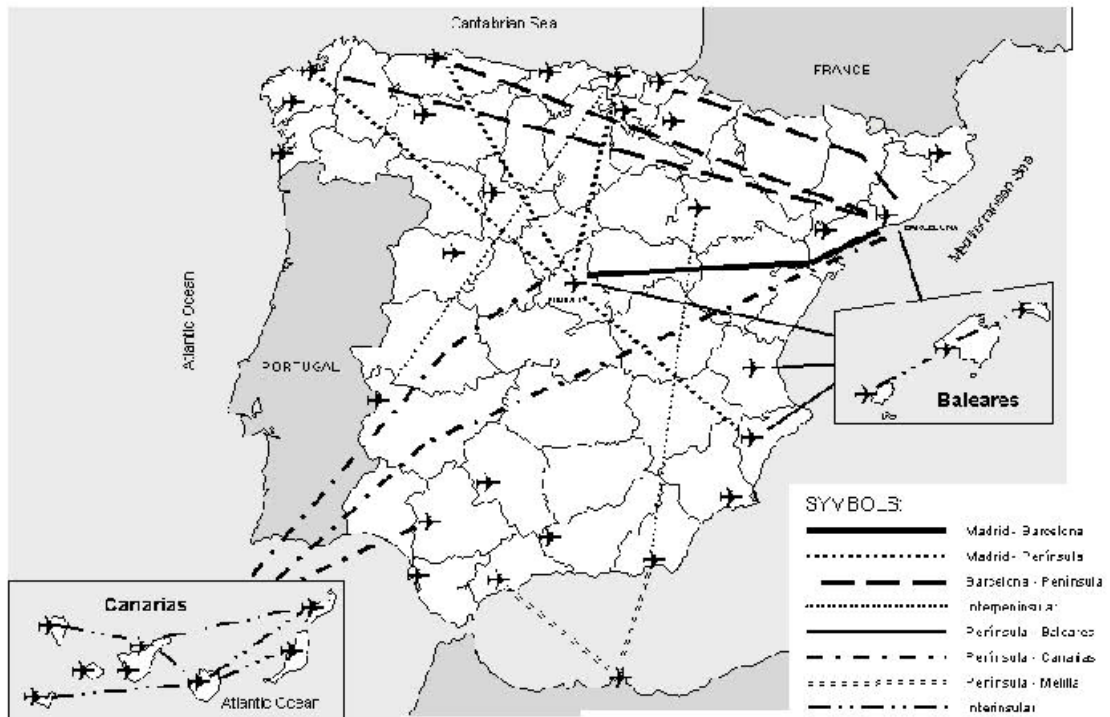 Cantabrian Sea
FRANCE
Mediterranean Sea
BARCELONA
Atlantic Ocean
PORTUGAL
Baleares
Canarias
Atlantic Ocean
SYMBOLS:
Madrid - Barcelona
Madrid - Península
Barcelona - Península
Interpeninsular
Península - Baleares
Península - Canarias
Península - Melilla
Interinsular